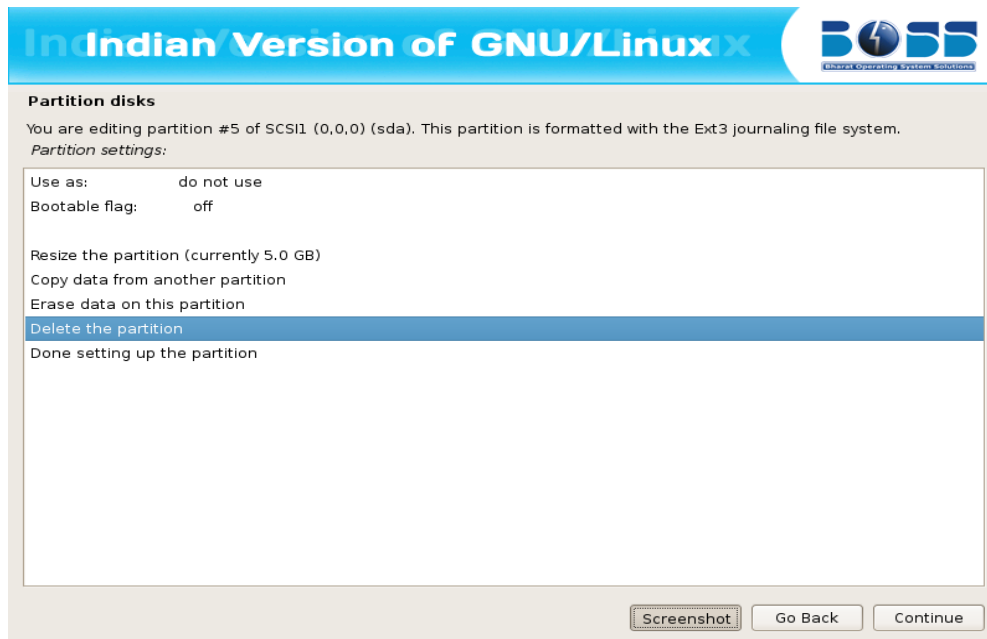 Indian Version of GNU/Linux
BOSS
Bharat Operating System Solutions
Partition disks
You are editing partition #5 of SCSI1 (0,0,0) (sda). This partition is formatted with the Ext3 journaling file system.
Partition settings:
Use as: do not use
Bootable flag: off
Resize the partition (currently 5.0 GB)
Copy data from another partition
Erase data on this partition
Delete the partition
Done setting up the partition
Screenshot Go Back Continue